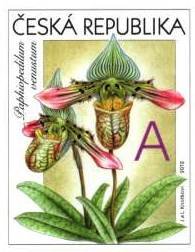 ČESKÁ REPUBLIKA
Paphiopedilum
venustum
A
2012